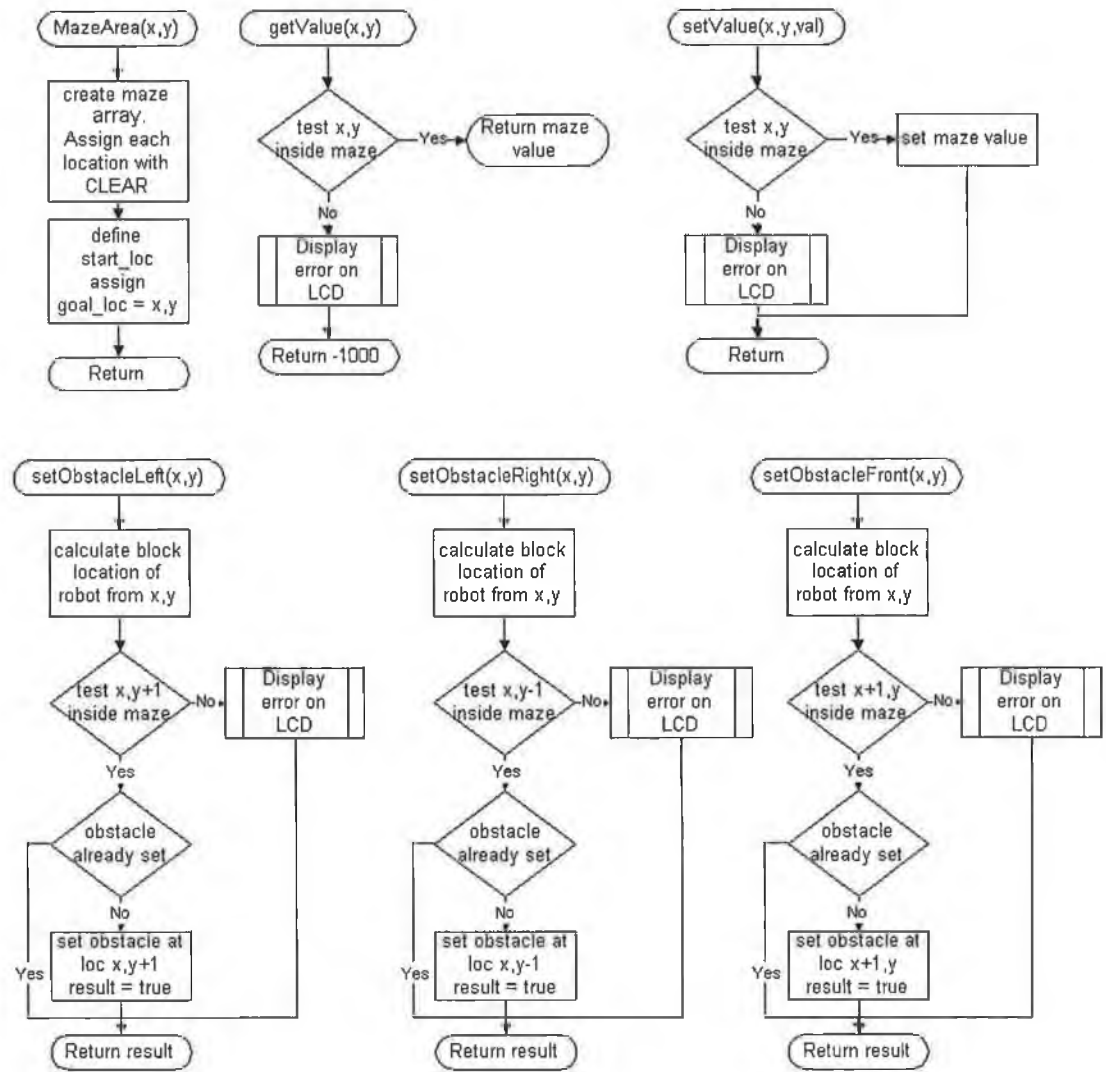 MazeArea(x,y)
create maze
array.
Assign each
location with
CLEAR
define
start_loc
assign
goal_loc = x,y
Return
getValue(x,y)
test x,y
inside maze
Yes
Return maze
value
No
Display
error on
LCD
Return -1000
setValue(x,y,val)
test x,y
inside maze
Yes
set maze value
No
Display
error on
LCD
Return
setObstacleLeft(x,y)
calculate block
location of
robot from x,y
test x,y+1
inside maze
No
Display
error on
LCD
Yes
obstacle
already set
No
set obstacle at
loc x,y+1
result = true
Yes
Return result
setObstacleRight(x,y)
calculate block
location of
robot from x,y
test x,y-1
inside maze
No
Display
error on
LCD
Yes
obstacle
already set
No
set obstacle at
loc x,y-1
result = true
Yes
Return result
setObstacleFront(x,y)
calculate block
location of
robot from x,y
test x+1,y
inside maze
No
Display
error on
LCD
Yes
obstacle
already set
No
set obstacle at
loc x+1,y
result = true
Yes
Return result